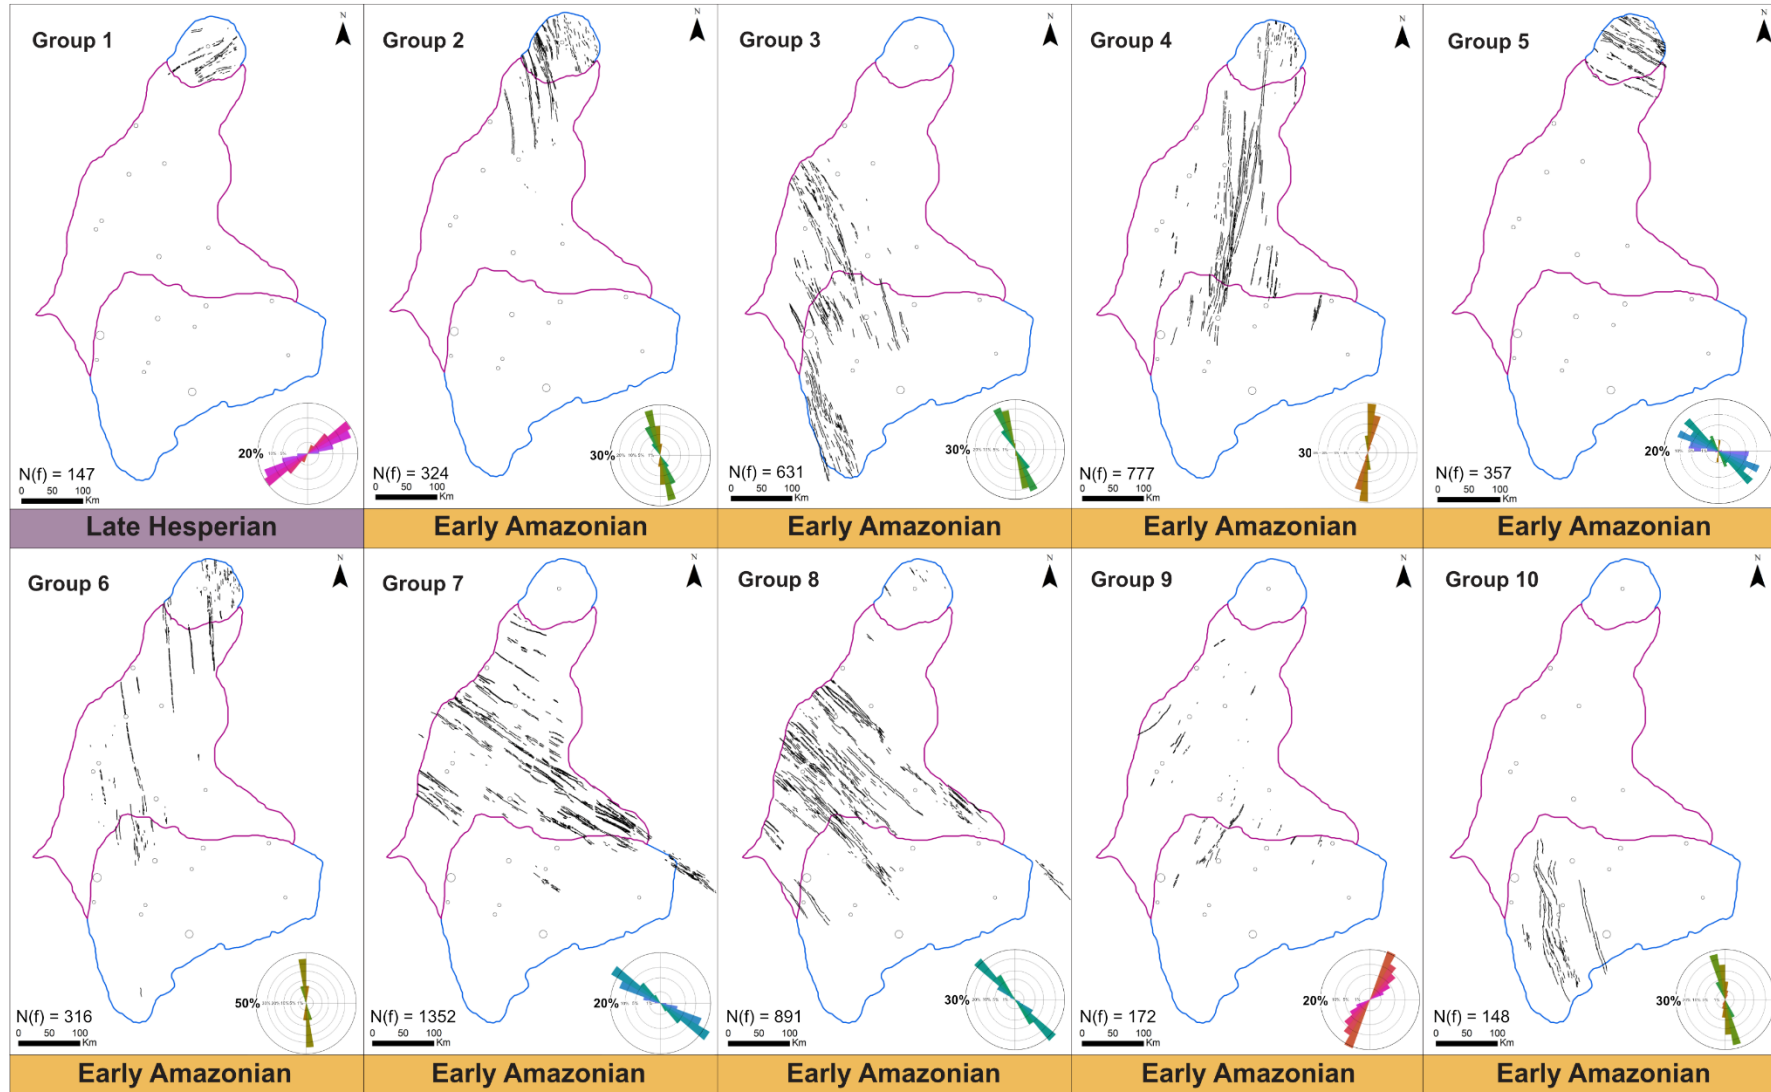 Group 1
N
20%
N(f) = 147
0 50 100
Km
Late Hesperian
Group 2
N
30%
N(f) = 324
0 50 100
Km
Early Amazonian
Group 3
N
30%
N(f) = 631
0 50 100
Km
Early Amazonian
Group 4
N
30
N(f) = 777
0 50 100
Km
Early Amazonian
Group 5
N
20%
N(f) = 357
0 50 100
Km
Early Amazonian
Group 6
N
50%
N(f) = 316
0 50 100
Km
Early Amazonian
Group 7
N
20%
N(f) = 1352
0 50 100
Km
Early Amazonian
Group 8
N
30%
N(f) = 891
0 50 100
Km
Early Amazonian
Group 9
N
20%
N(f) = 172
0 50 100
Km
Early Amazonian
Group 10
N
30%
N(f) = 148
0 50 100
Km
Early Amazonian